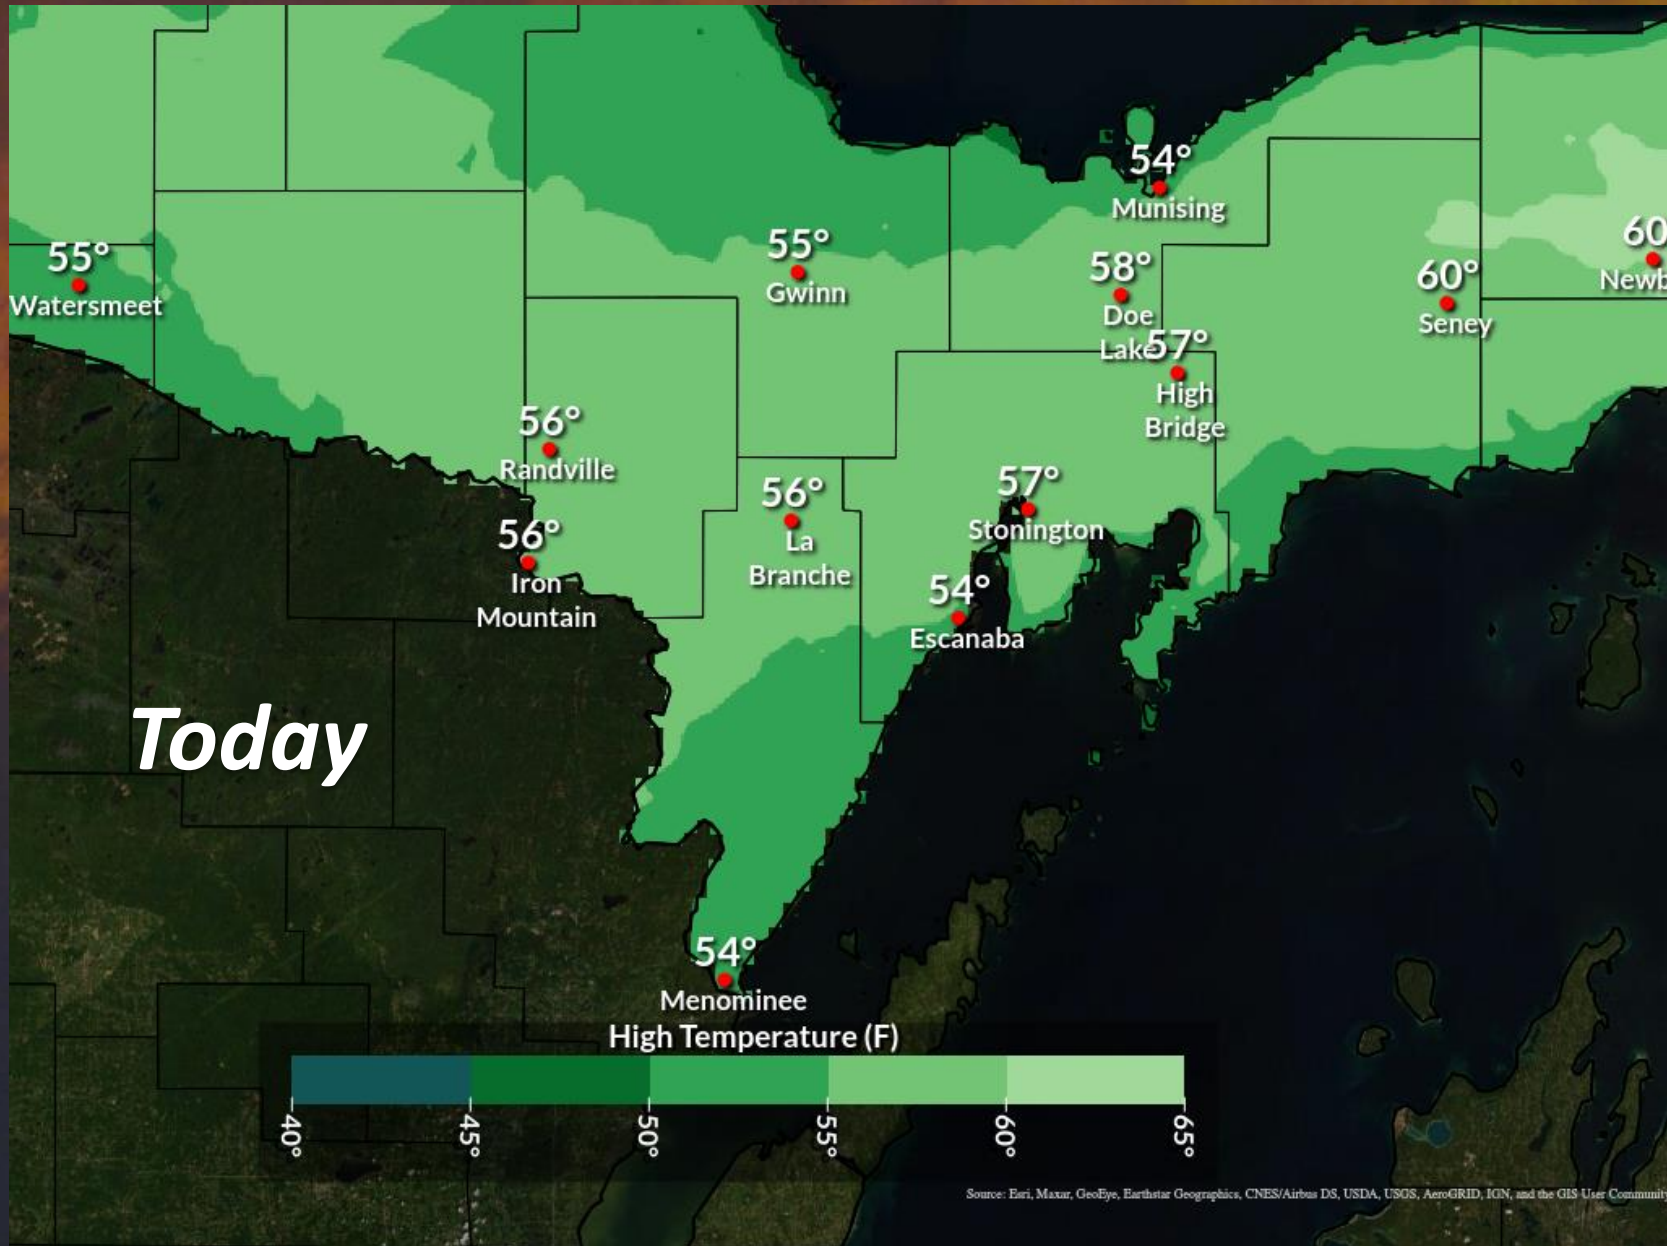 54°
Munising
55°
Watersmeet
55°
Gwinn
58°
Doe
Lake
60°
Seney
60
Newb
57°
High
Bridge
56°
Randville
56°
La
Branche
57°
Stonington
56°
Iron
Mountain
54°
Escanaba
Today
54°
Menominee
High Temperature (F)
40°
45°
50°
55°
60°
65°
Source: Esri, Maxar, GeoEye, Earthstar Geographics, CNES/Airbus DS, USDA, USGS, AeroGRID, IGN, and the GIS User Community